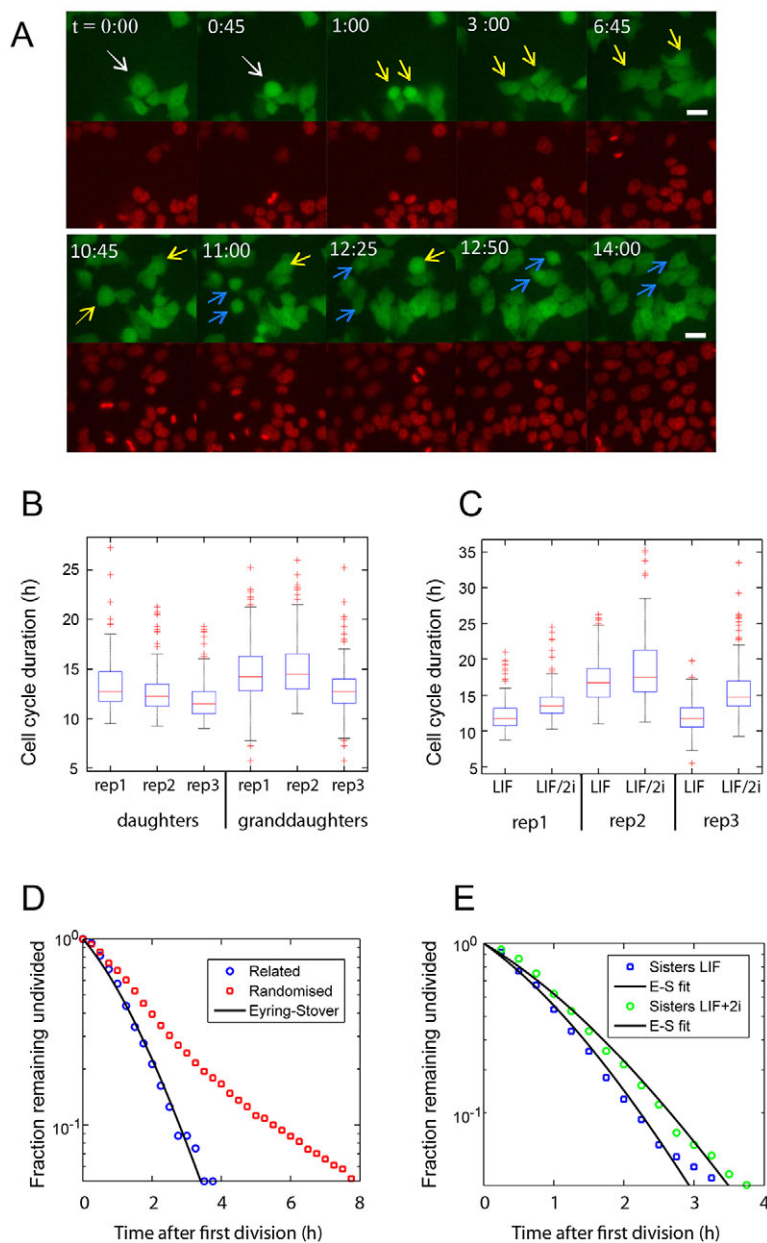 A
t = 0:00 0:45 1:00 3:00 6:45
10:45 11:00 12:25 12:50 14:00
B
Cell cycle duration (h)
25
20
15
10
5
rep1 rep2 rep3 rep1 rep2 rep3
daughters granddaughters
C
Cell cycle duration (h)
35
30
25
20
15
10
5
LIF LIF/2i LIF LIF/2i LIF LIF/2i
rep1 rep2 rep3
D
Fraction remaining undivided
10⁰
10⁻¹
Related
Randomised
Eyring-Stover
0 2 4 6 8
Time after first division (h)
E
Fraction remaining undivided
10⁰
10⁻¹
Sisters LIF
E-S fit
Sisters LIF+2i
E-S fit
0 1 2 3 4
Time after first division (h)